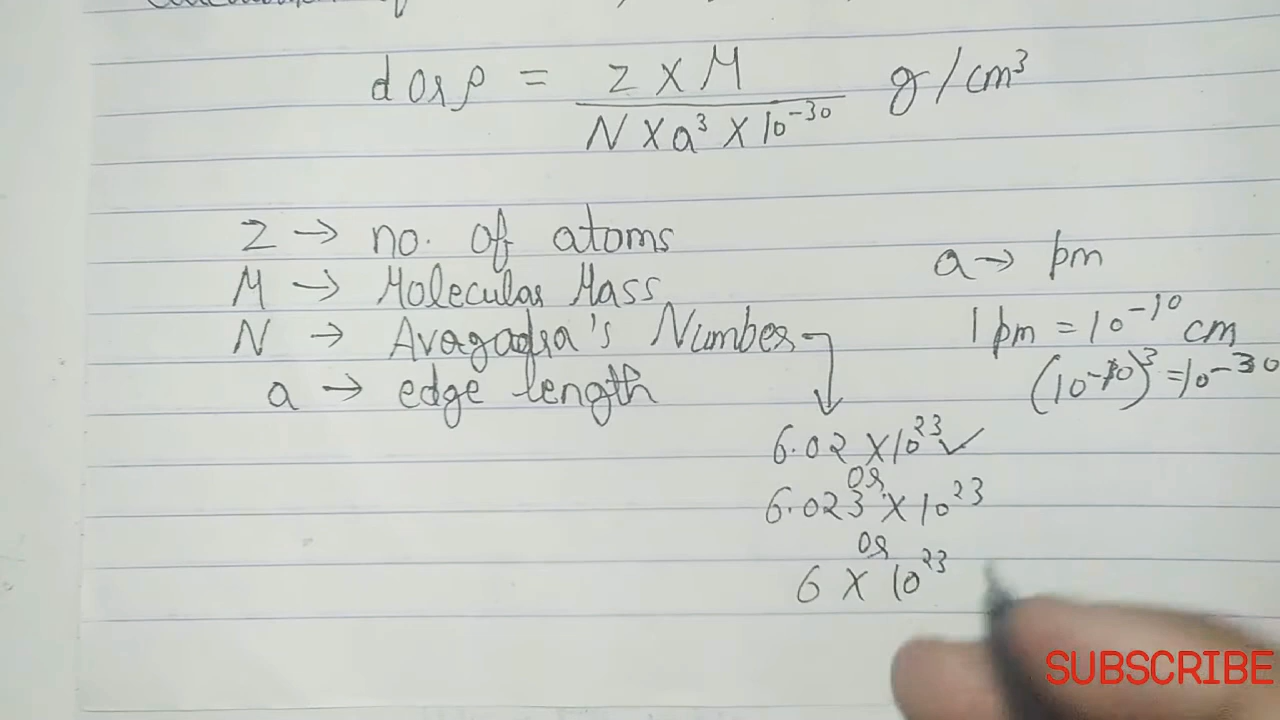 d or ρ = Z X M / N X a³ X 10⁻³⁰ g/cm³
Z → no. of atoms
M → Molecular Mass
N → Avagadra's Number
a → edge length
a → pm
1 pm = 10⁻¹⁰ cm
(10⁻¹⁰)³ = 10⁻³⁰
6.02 X 10²³ ✓
or
6.023 X 10²³
or
6 X 10²³
SUBSCRIBE